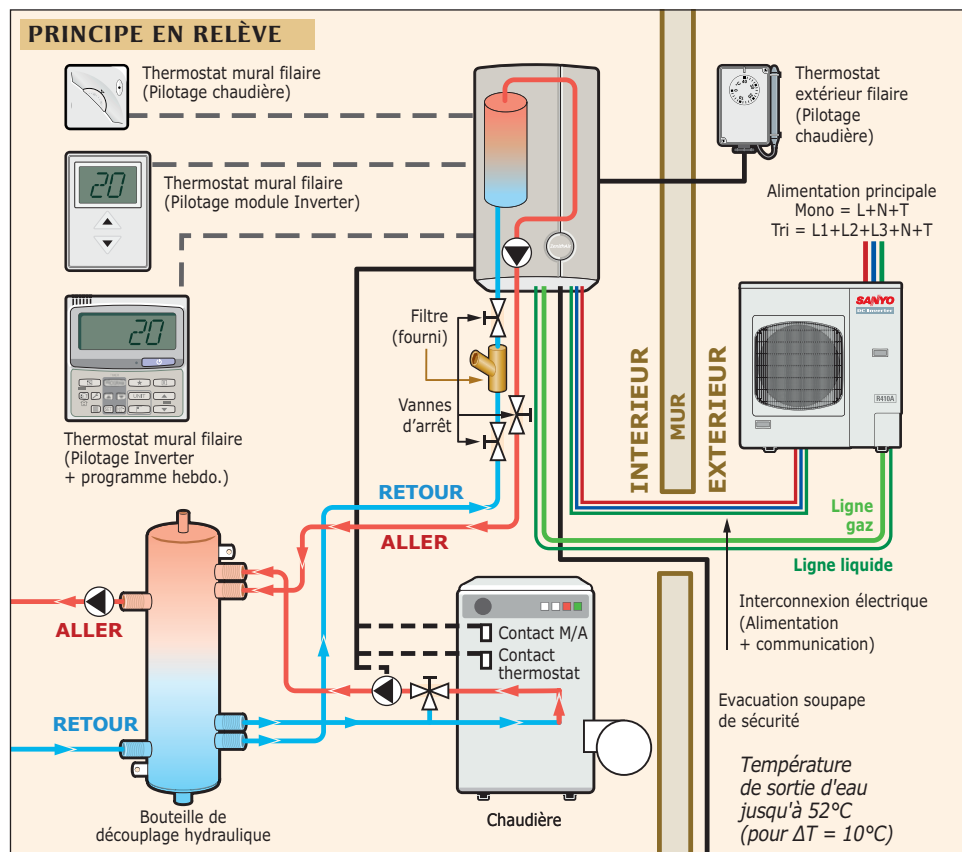 PRINCIPE EN RELÈVE
Thermostat mural filaire
(Pilotage chaudière)
20
Thermostat mural filaire
(Pilotage module Inverter)
20
UNIT
Thermostat mural filaire
(Pilotage Inverter
+ programme hebdo.)
Thermostat
extérieur filaire
(Pilotage
chaudière)
Alimentation principale
Mono = L+N+T
Tri = L1+L2+L3+N+T
SANYO
DC Inverter
R410A
Filtre
(fourni)
Vannes
d'arrêt
INTERIEUR
MUR
EXTERIEUR
RETOUR
ALLER
Ligne
gaz
Ligne liquide
Interconnexion électrique
(Alimentation
+ communication)
ALLER
RETOUR
Contact M/A
Contact
thermostat
Evacuation soupape
de sécurité
Température
de sortie d'eau
jusqu'à 52°C
(pour ΔT = 10°C)
Bouteille de
découplage hydraulique
Chaudière